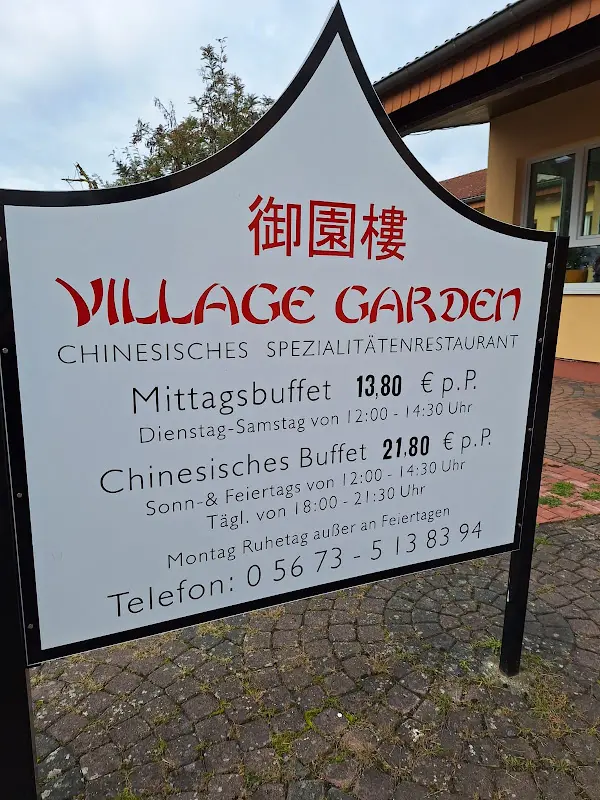 御園樓
VILLAGE GARDEN
CHINESISCHES SPEZIALITÄTENRESTAURANT
Mittagsbuffet 13,80 € p.P.
Dienstag-Samstag von 12:00 - 14:30 Uhr
Chinesisches Buffet 21,80 € p.P.
Sonn-& Feiertags von 12:00 - 14:30 Uhr
Tägl. von 18:00 - 21:30 Uhr
Montag Ruhetag außer an Feiertagen
Telefon: 0 56 73 - 5 13 83 94